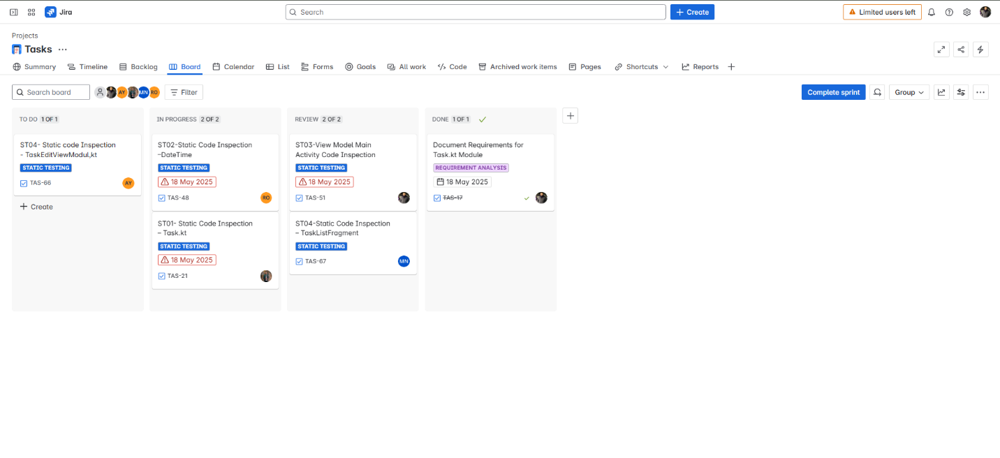 Jira
Search
Create
Limited users left
Projects
Tasks
Summary
Timeline
Backlog
Board
Calendar
List
Forms
Goals
All work
Code
Archived work items
Pages
Shortcuts
Reports
Search board
AY
MN
RO
Filter
Complete sprint
Group
TO DO 1 OF 1
ST04- Static code Inspection
- TaskEditViewModul,kt
STATIC TESTING
TAS-66
AY
Create
IN PROGRESS 2 OF 2
ST02-Static Code Inspection
–DateTime
STATIC TESTING
18 May 2025
TAS-48
RO
ST01- Static Code Inspection
– Task.kt
STATIC TESTING
18 May 2025
TAS-21
REVIEW 2 OF 2
ST03-View Model Main
Activity Code Inspection
STATIC TESTING
18 May 2025
TAS-51
ST04-Static Code Inspection
– TaskListFragment
STATIC TESTING
TAS-67
MN
DONE 1 OF 1
Document Requirements for
Task.kt Module
REQUIREMENT ANALYSIS
18 May 2025
TAS-17